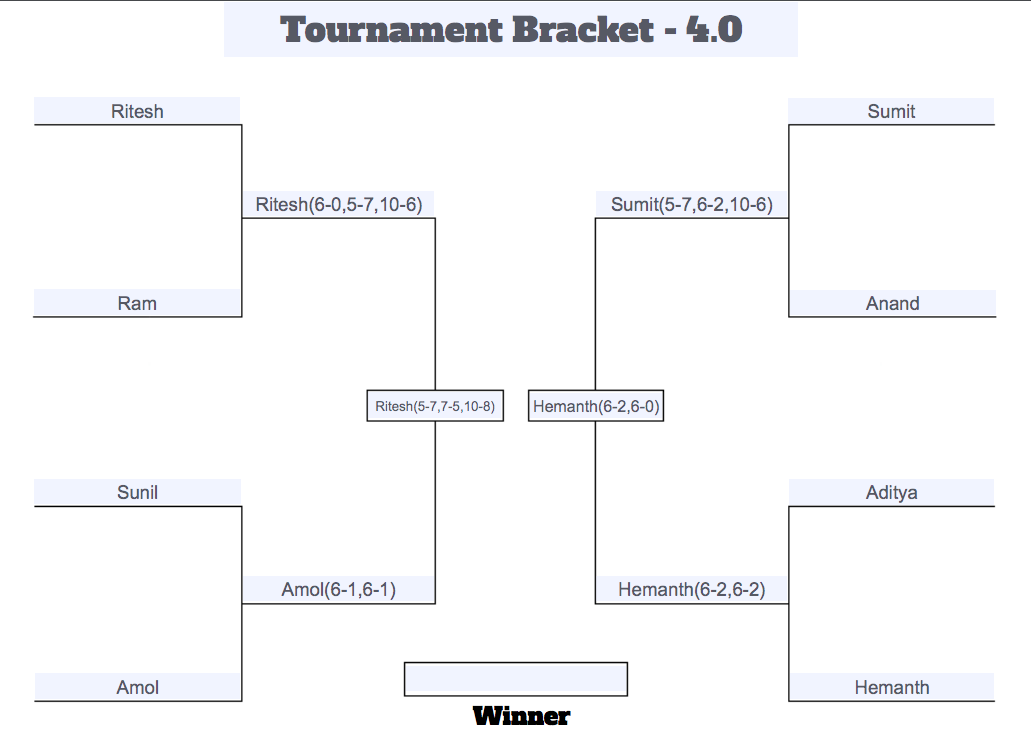 Tournament Bracket - 4.0
Ritesh
Sumit
Ritesh(6-0,5-7,10-6)
Sumit(5-7,6-2,10-6)
Ram
Anand
Ritesh(5-7,7-5,10-8)
Hemanth(6-2,6-0)
Sunil
Aditya
Amol(6-1,6-1)
Hemanth(6-2,6-2)
Amol
Hemanth
Winner